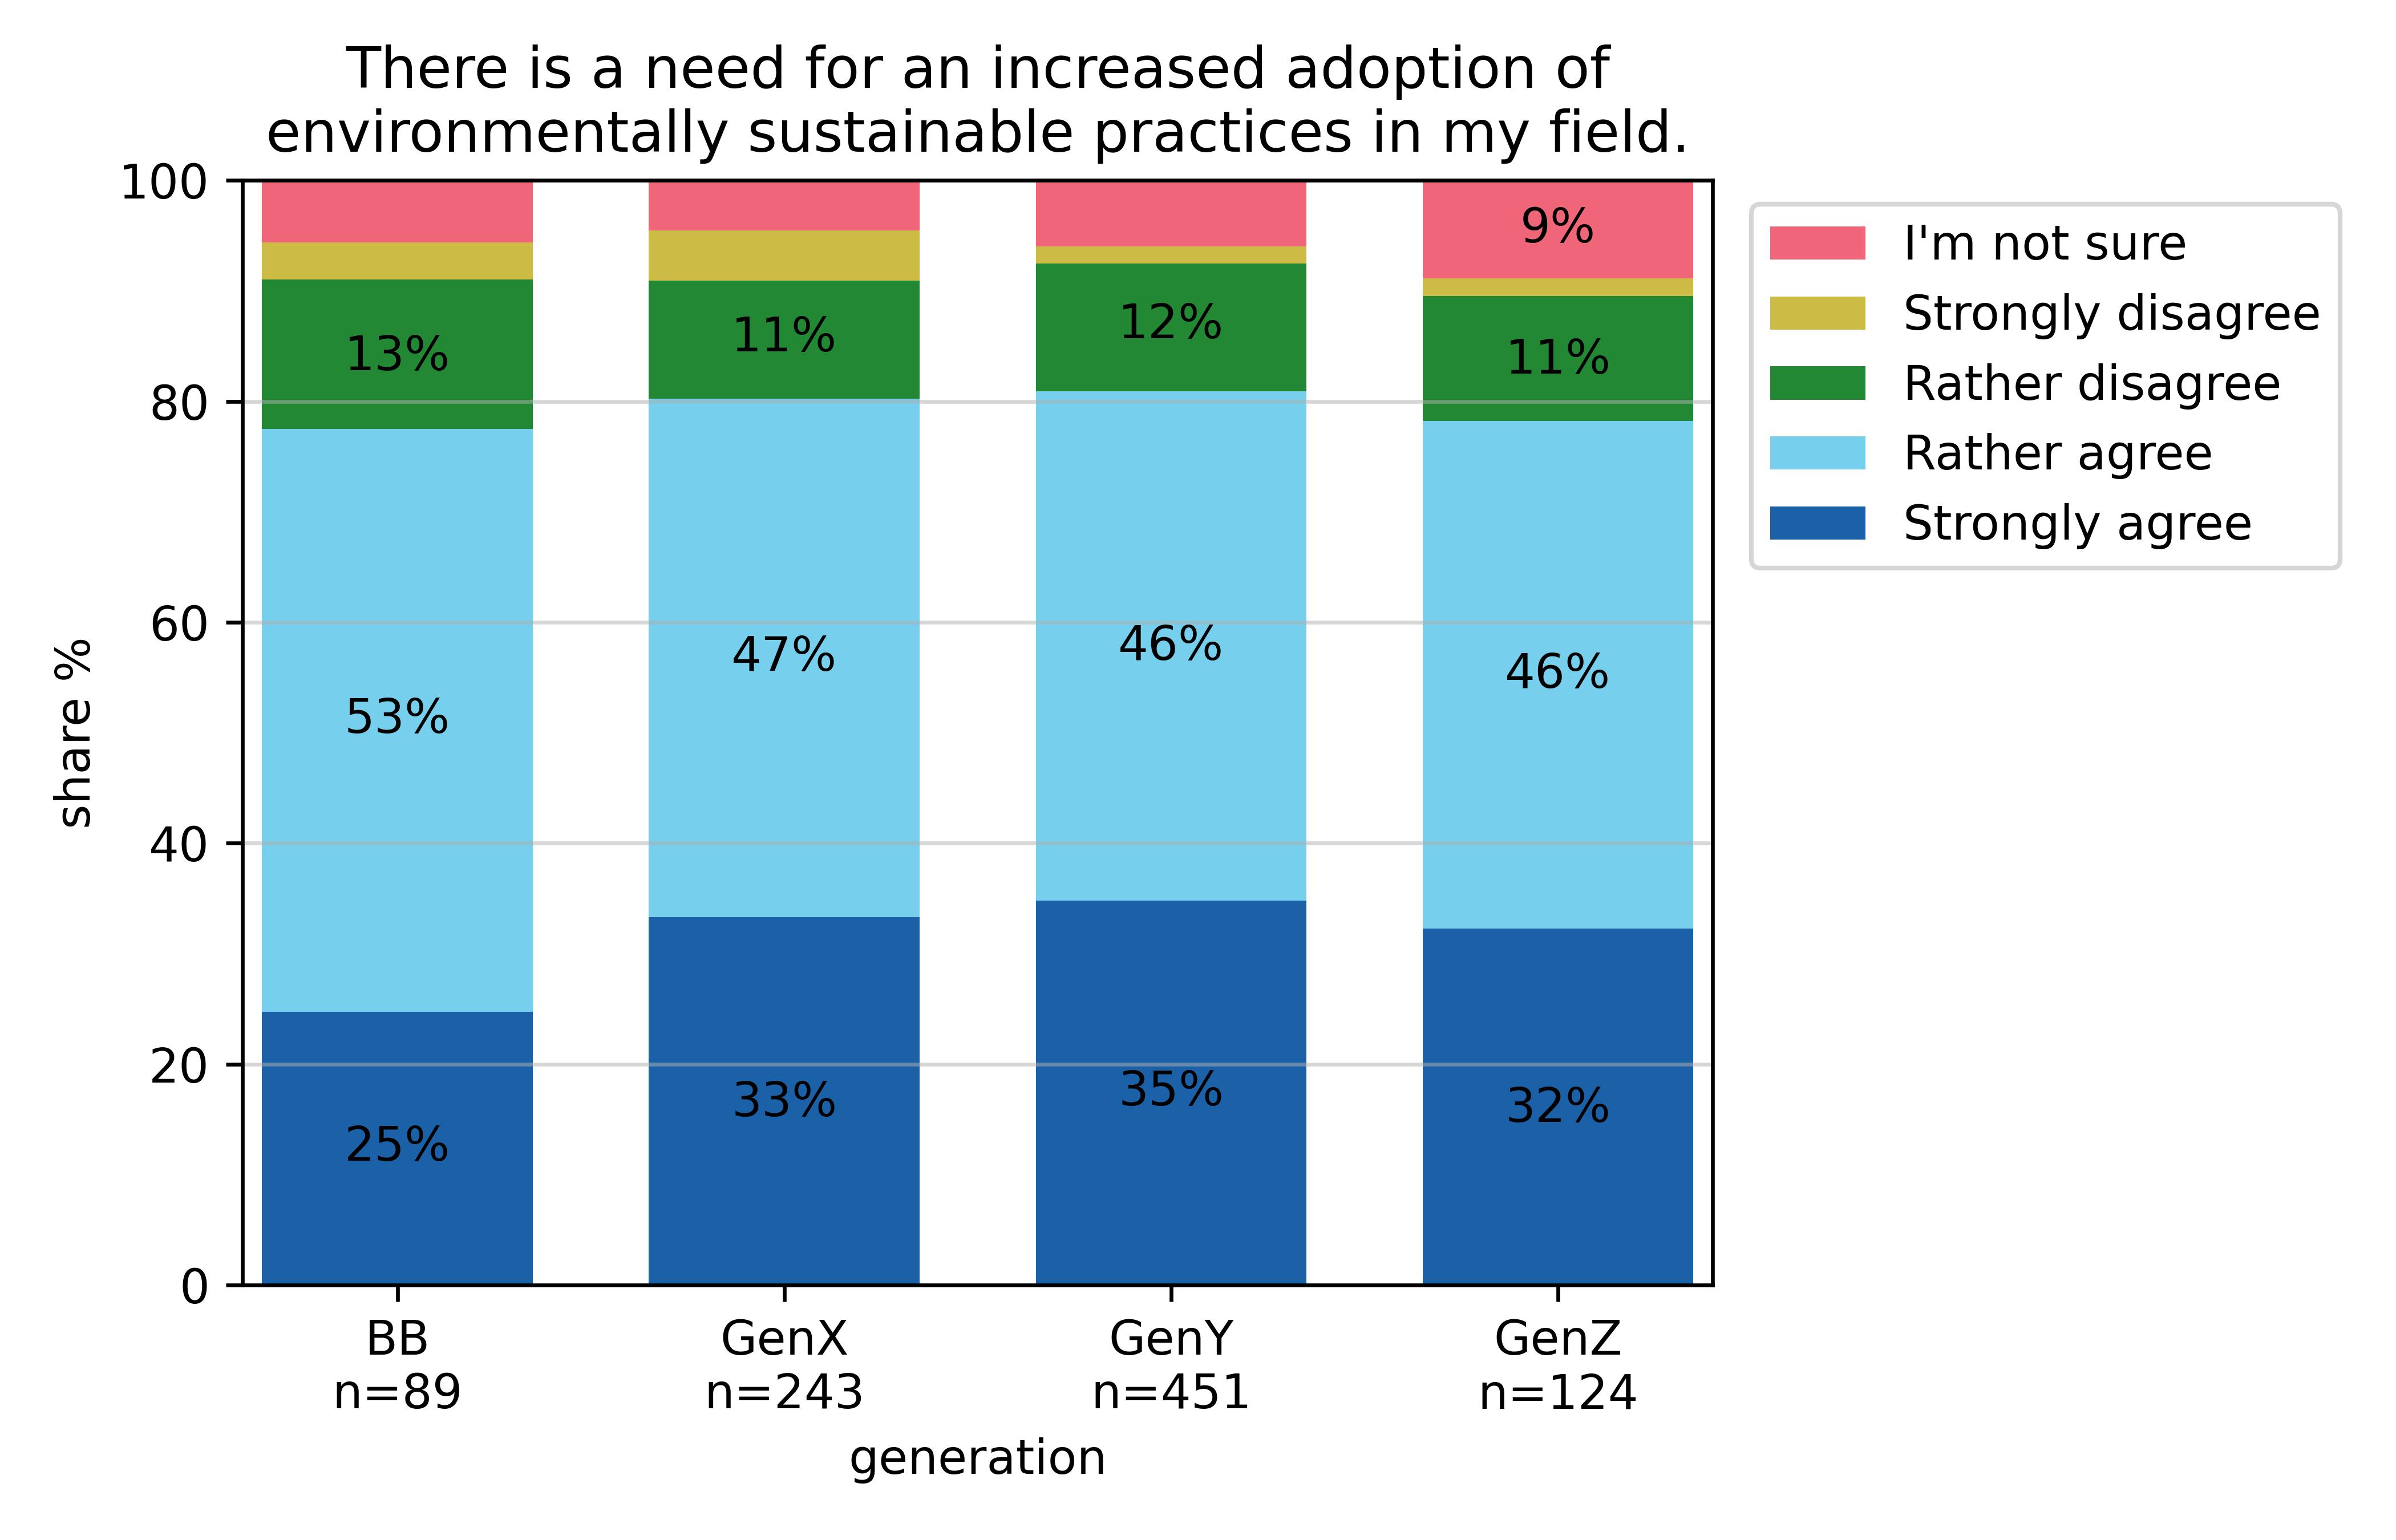 There is a need for an increased adoption of
environmentally sustainable practices in my field.
100
80
60
40
20
0
share %
13%
53%
25%
11%
47%
33%
12%
46%
35%
9%
11%
46%
32%
BB
n=89
GenX
n=243
GenY
n=451
GenZ
n=124
generation
I'm not sure
Strongly disagree
Rather disagree
Rather agree
Strongly agree